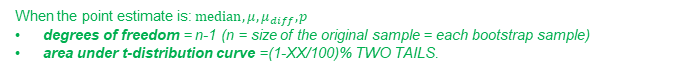 When the point estimate is: median, μ, μ_diff, p
• degrees of freedom = n-1 (n = size of the original sample = each bootstrap sample)
• area under t-distribution curve =(1-XX/100)% TWO TAILS.